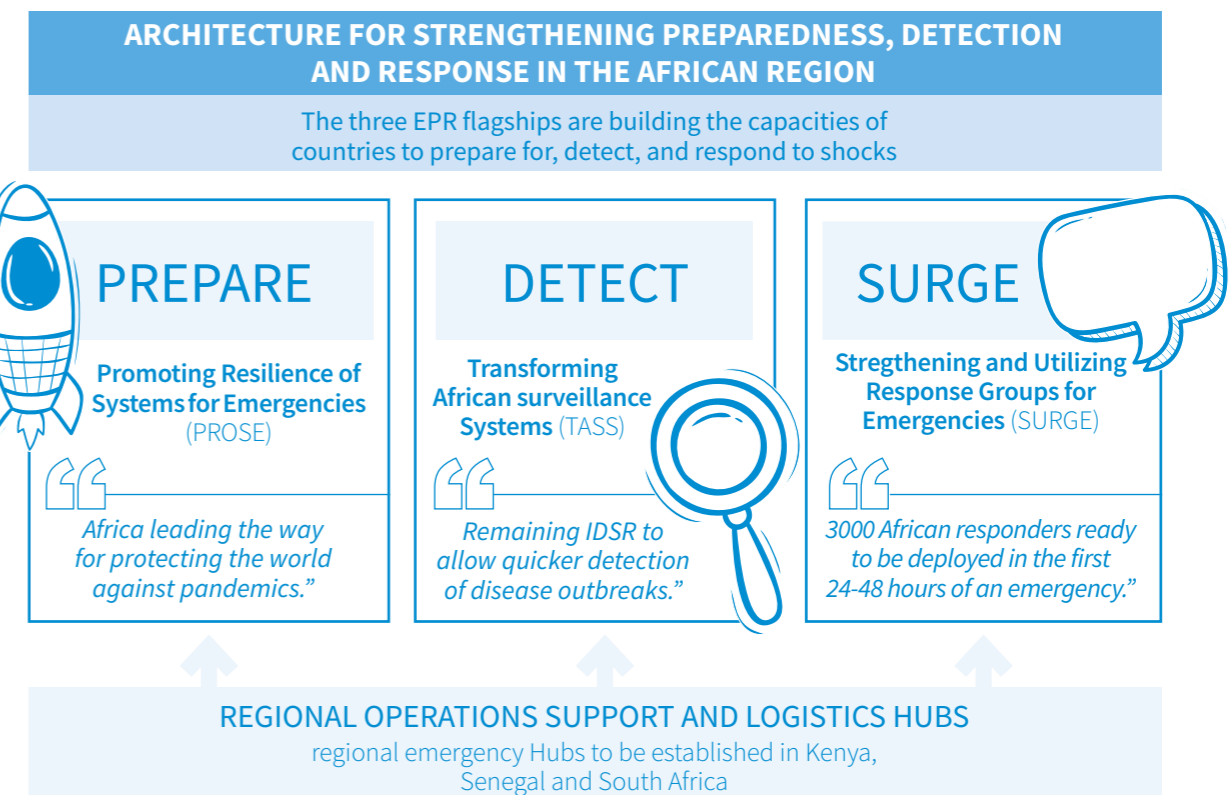 ARCHITECTURE FOR STRENGTHENING PREPAREDNESS, DETECTION
AND RESPONSE IN THE AFRICAN REGION
The three EPR flagships are building the capacities of
countries to prepare for, detect, and respond to shocks
PREPARE
Promoting Resilience of
Systems for Emergencies
(PROSE)
Africa leading the way
for protecting the world
against pandemics.”
DETECT
Transforming
African surveillance
Systems (TASS)
Remaining IDSR to
allow quicker detection
of disease outbreaks.”
SURGE
Stregthening and Utilizing
Response Groups for
Emergencies (SURGE)
3000 African responders ready
to be deployed in the first
24-48 hours of an emergency.”
REGIONAL OPERATIONS SUPPORT AND LOGISTICS HUBS
regional emergency Hubs to be established in Kenya,
Senegal and South Africa